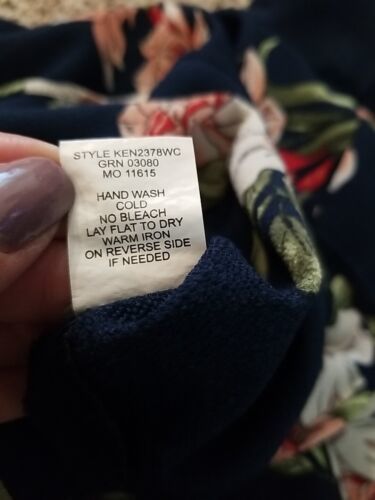 STYLE KEN2378WC
GRN 03080
MO 11615
HAND WASH
COLD
NO BLEACH
LAY FLAT TO DRY
WARM IRON
ON REVERSE SIDE
IF NEEDED